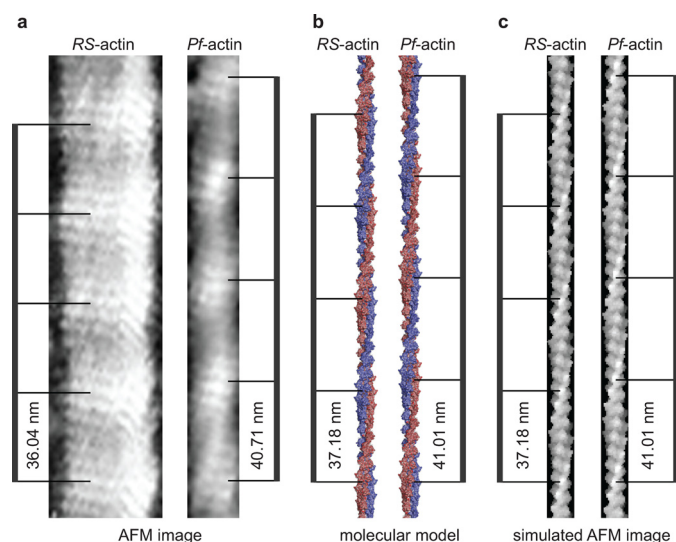 a
RS-actin Pf-actin
36.04 nm
40.71 nm
AFM image
b
RS-actin Pf-actin
37.18 nm
41.01 nm
molecular model
c
RS-actin Pf-actin
37.18 nm
41.01 nm
simulated AFM image